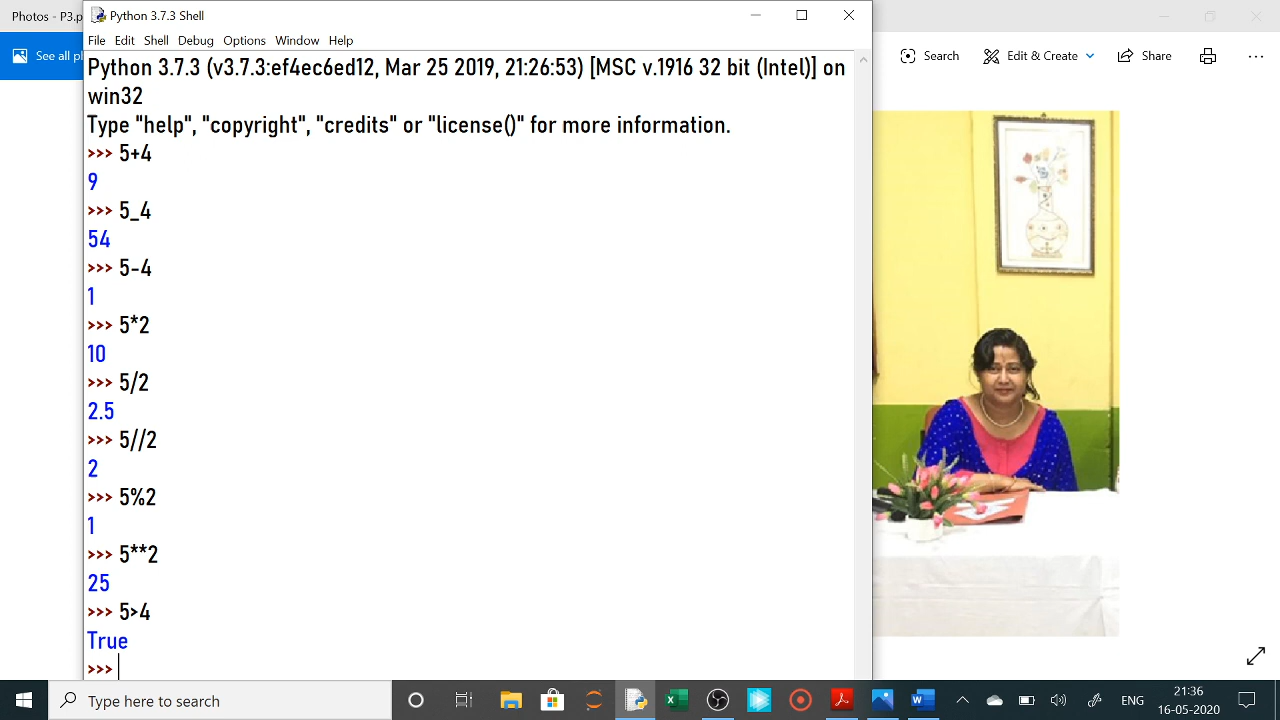 Photos - P3.p
Python 3.7.3 Shell
File Edit Shell Debug Options Window Help
See all
Search
Edit & Create
Share
Python 3.7.3 (v3.7.3:ef4ec6ed12, Mar 25 2019, 21:26:53) [MSC v.1916 32 bit (Intel)] on
win32
Type "help", "copyright", "credits" or "license()" for more information.
>>> 5+4
9
>>> 5_4
54
>>> 5-4
1
>>> 5*2
10
>>> 5/2
2.5
>>> 5//2
2
>>> 5%2
1
>>> 5**2
25
>>> 5>4
True
>>>
Type here to search
ENG
21:36
16-05-2020